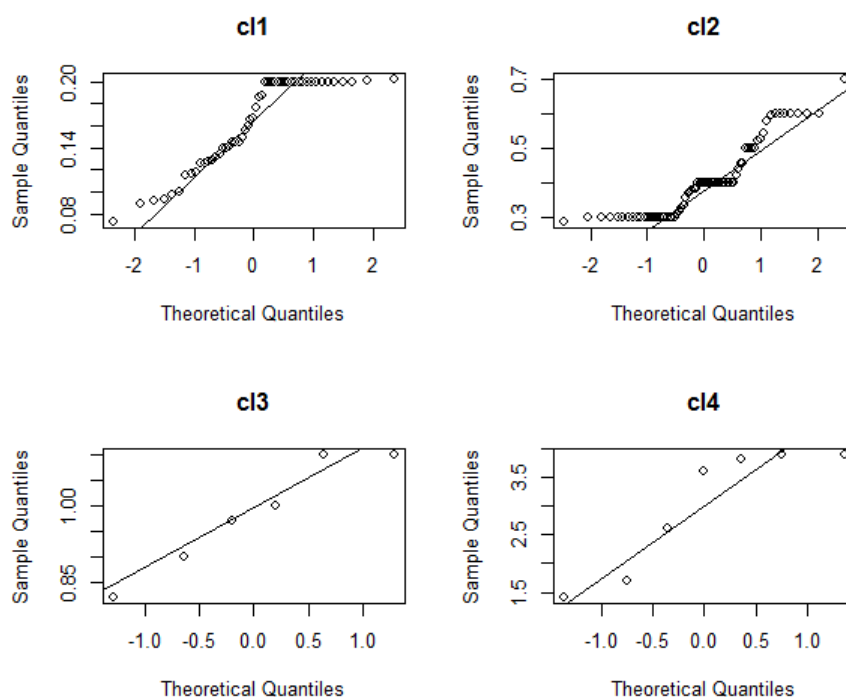 cl1
Sample Quantiles
0.08 0.14 0.20
-2 -1 0 1 2
Theoretical Quantiles
cl2
Sample Quantiles
0.3 0.5 0.7
-2 -1 0 1 2
Theoretical Quantiles
cl3
Sample Quantiles
0.85 1.00
-1.0 -0.5 0.0 0.5 1.0
Theoretical Quantiles
cl4
Sample Quantiles
1.5 2.5 3.5
-1.0 -0.5 0.0 0.5 1.0
Theoretical Quantiles